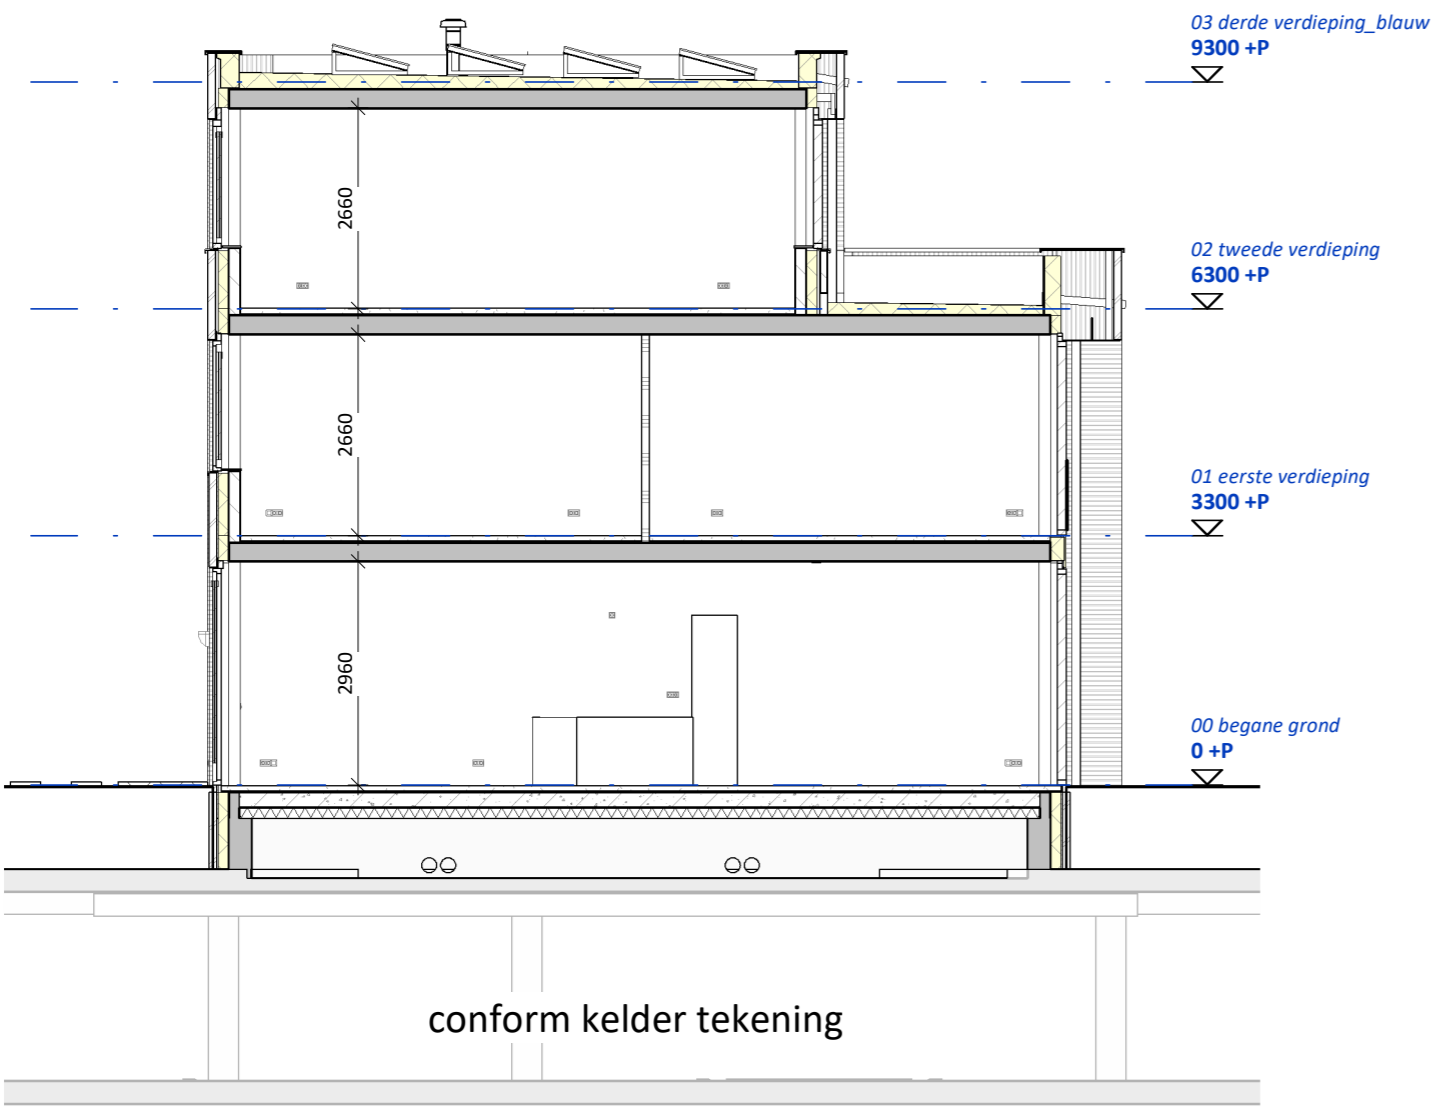 03 derde verdieping_blauw
9300 +P
2660
02 tweede verdieping
6300 +P
2660
01 eerste verdieping
3300 +P
2960
00 begane grond
0 +P
conform kelder tekening